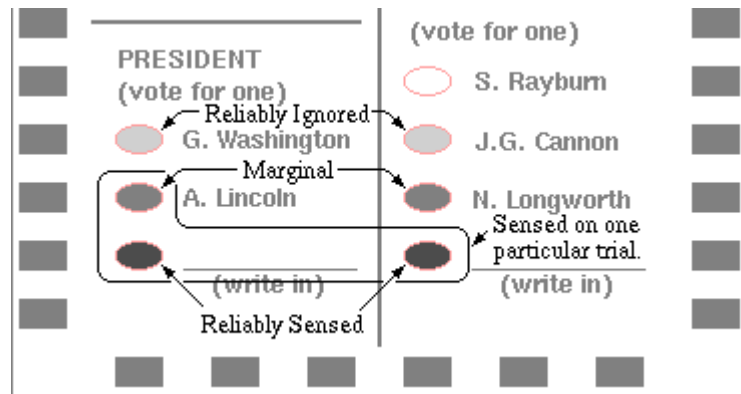 PRESIDENT
(vote for one)
Reliably Ignored
G. Washington
Marginal
A. Lincoln
(write in)
Reliably Sensed
(vote for one)
S. Rayburn
J.G. Cannon
N. Longworth
Sensed on one
particular trial.
(write in)